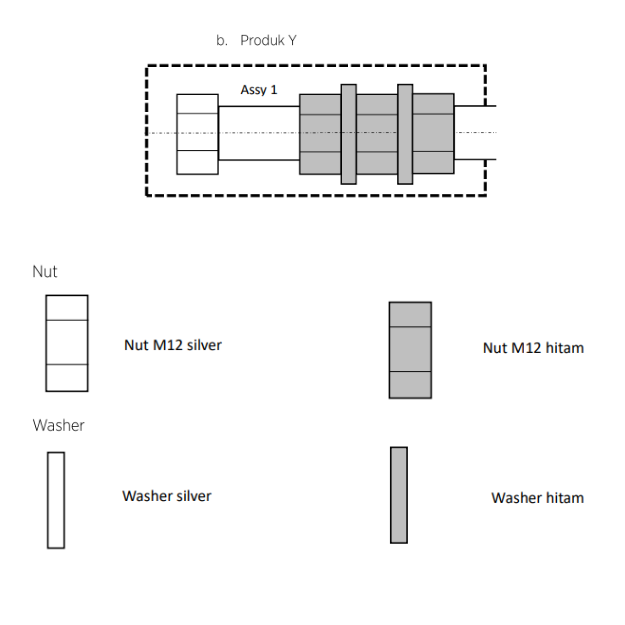 b. Produk Y
Assy 1
Nut
Nut M12 silver
Nut M12 hitam
Washer
Washer silver
Washer hitam